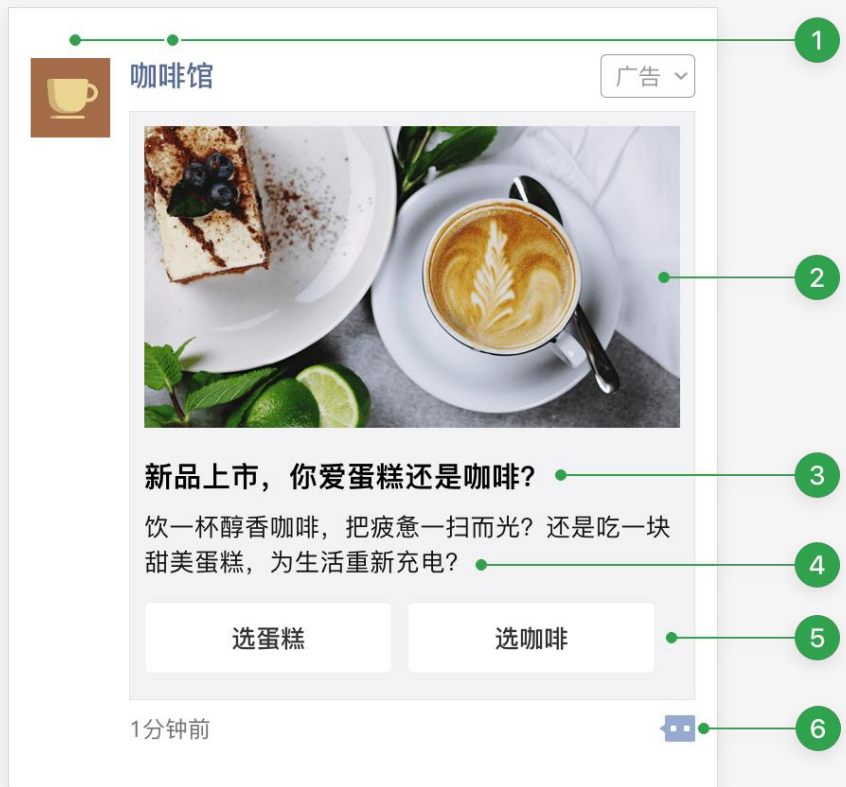 1
咖啡馆
广告
2
新品上市，你爱蛋糕还是咖啡？
3
饮一杯醇香咖啡，把疲惫一扫而光？还是吃一块
甜美蛋糕，为生活重新充电？
4
选蛋糕
选咖啡
5
1分钟前
6